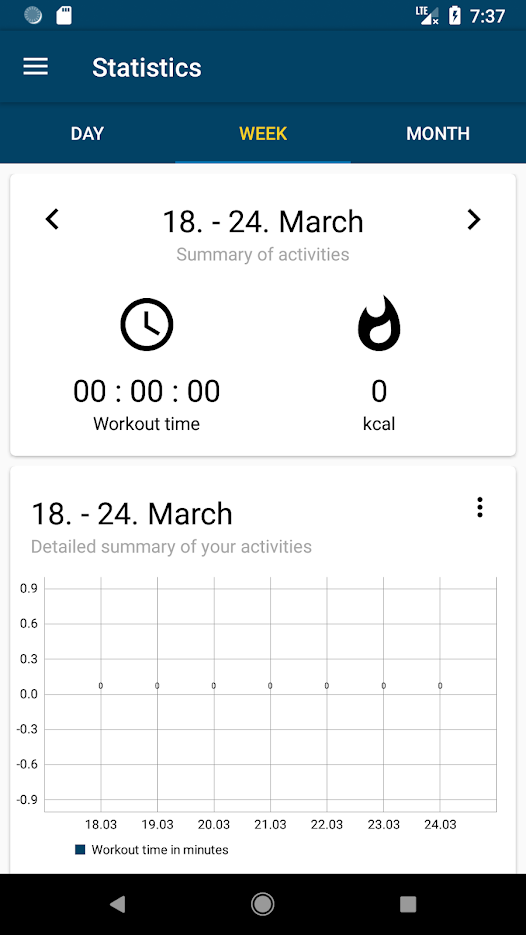 LTE 7:37
Statistics
DAY WEEK MONTH
18. - 24. March
Summary of activities
00 : 00 : 00 0
Workout time kcal
18. - 24. March
Detailed summary of your activities
0.9
0.6
0.3
0.0
0 0 0 0 0 0 0
-0.3
-0.6
-0.9
18.03 19.03 20.03 21.03 22.03 23.03 24.03
Workout time in minutes